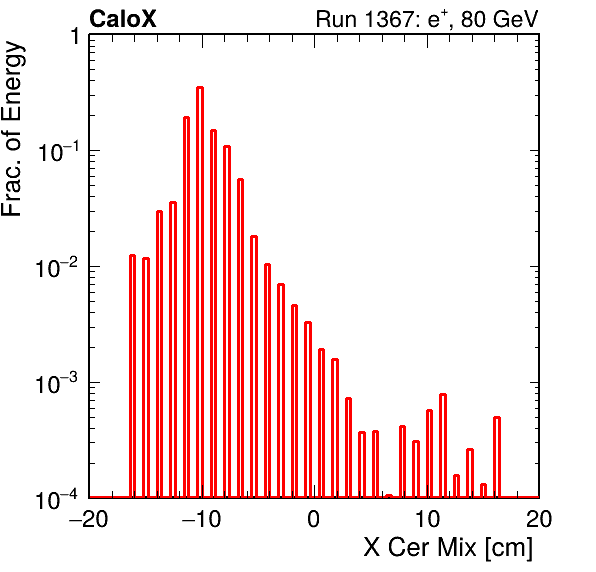 CaloX Run 1367: e⁺, 80 GeV
Frac. of Energy
1
10⁻¹
10⁻²
10⁻³
10⁻⁴
−20 −10 0 10 20
X Cer Mix [cm]